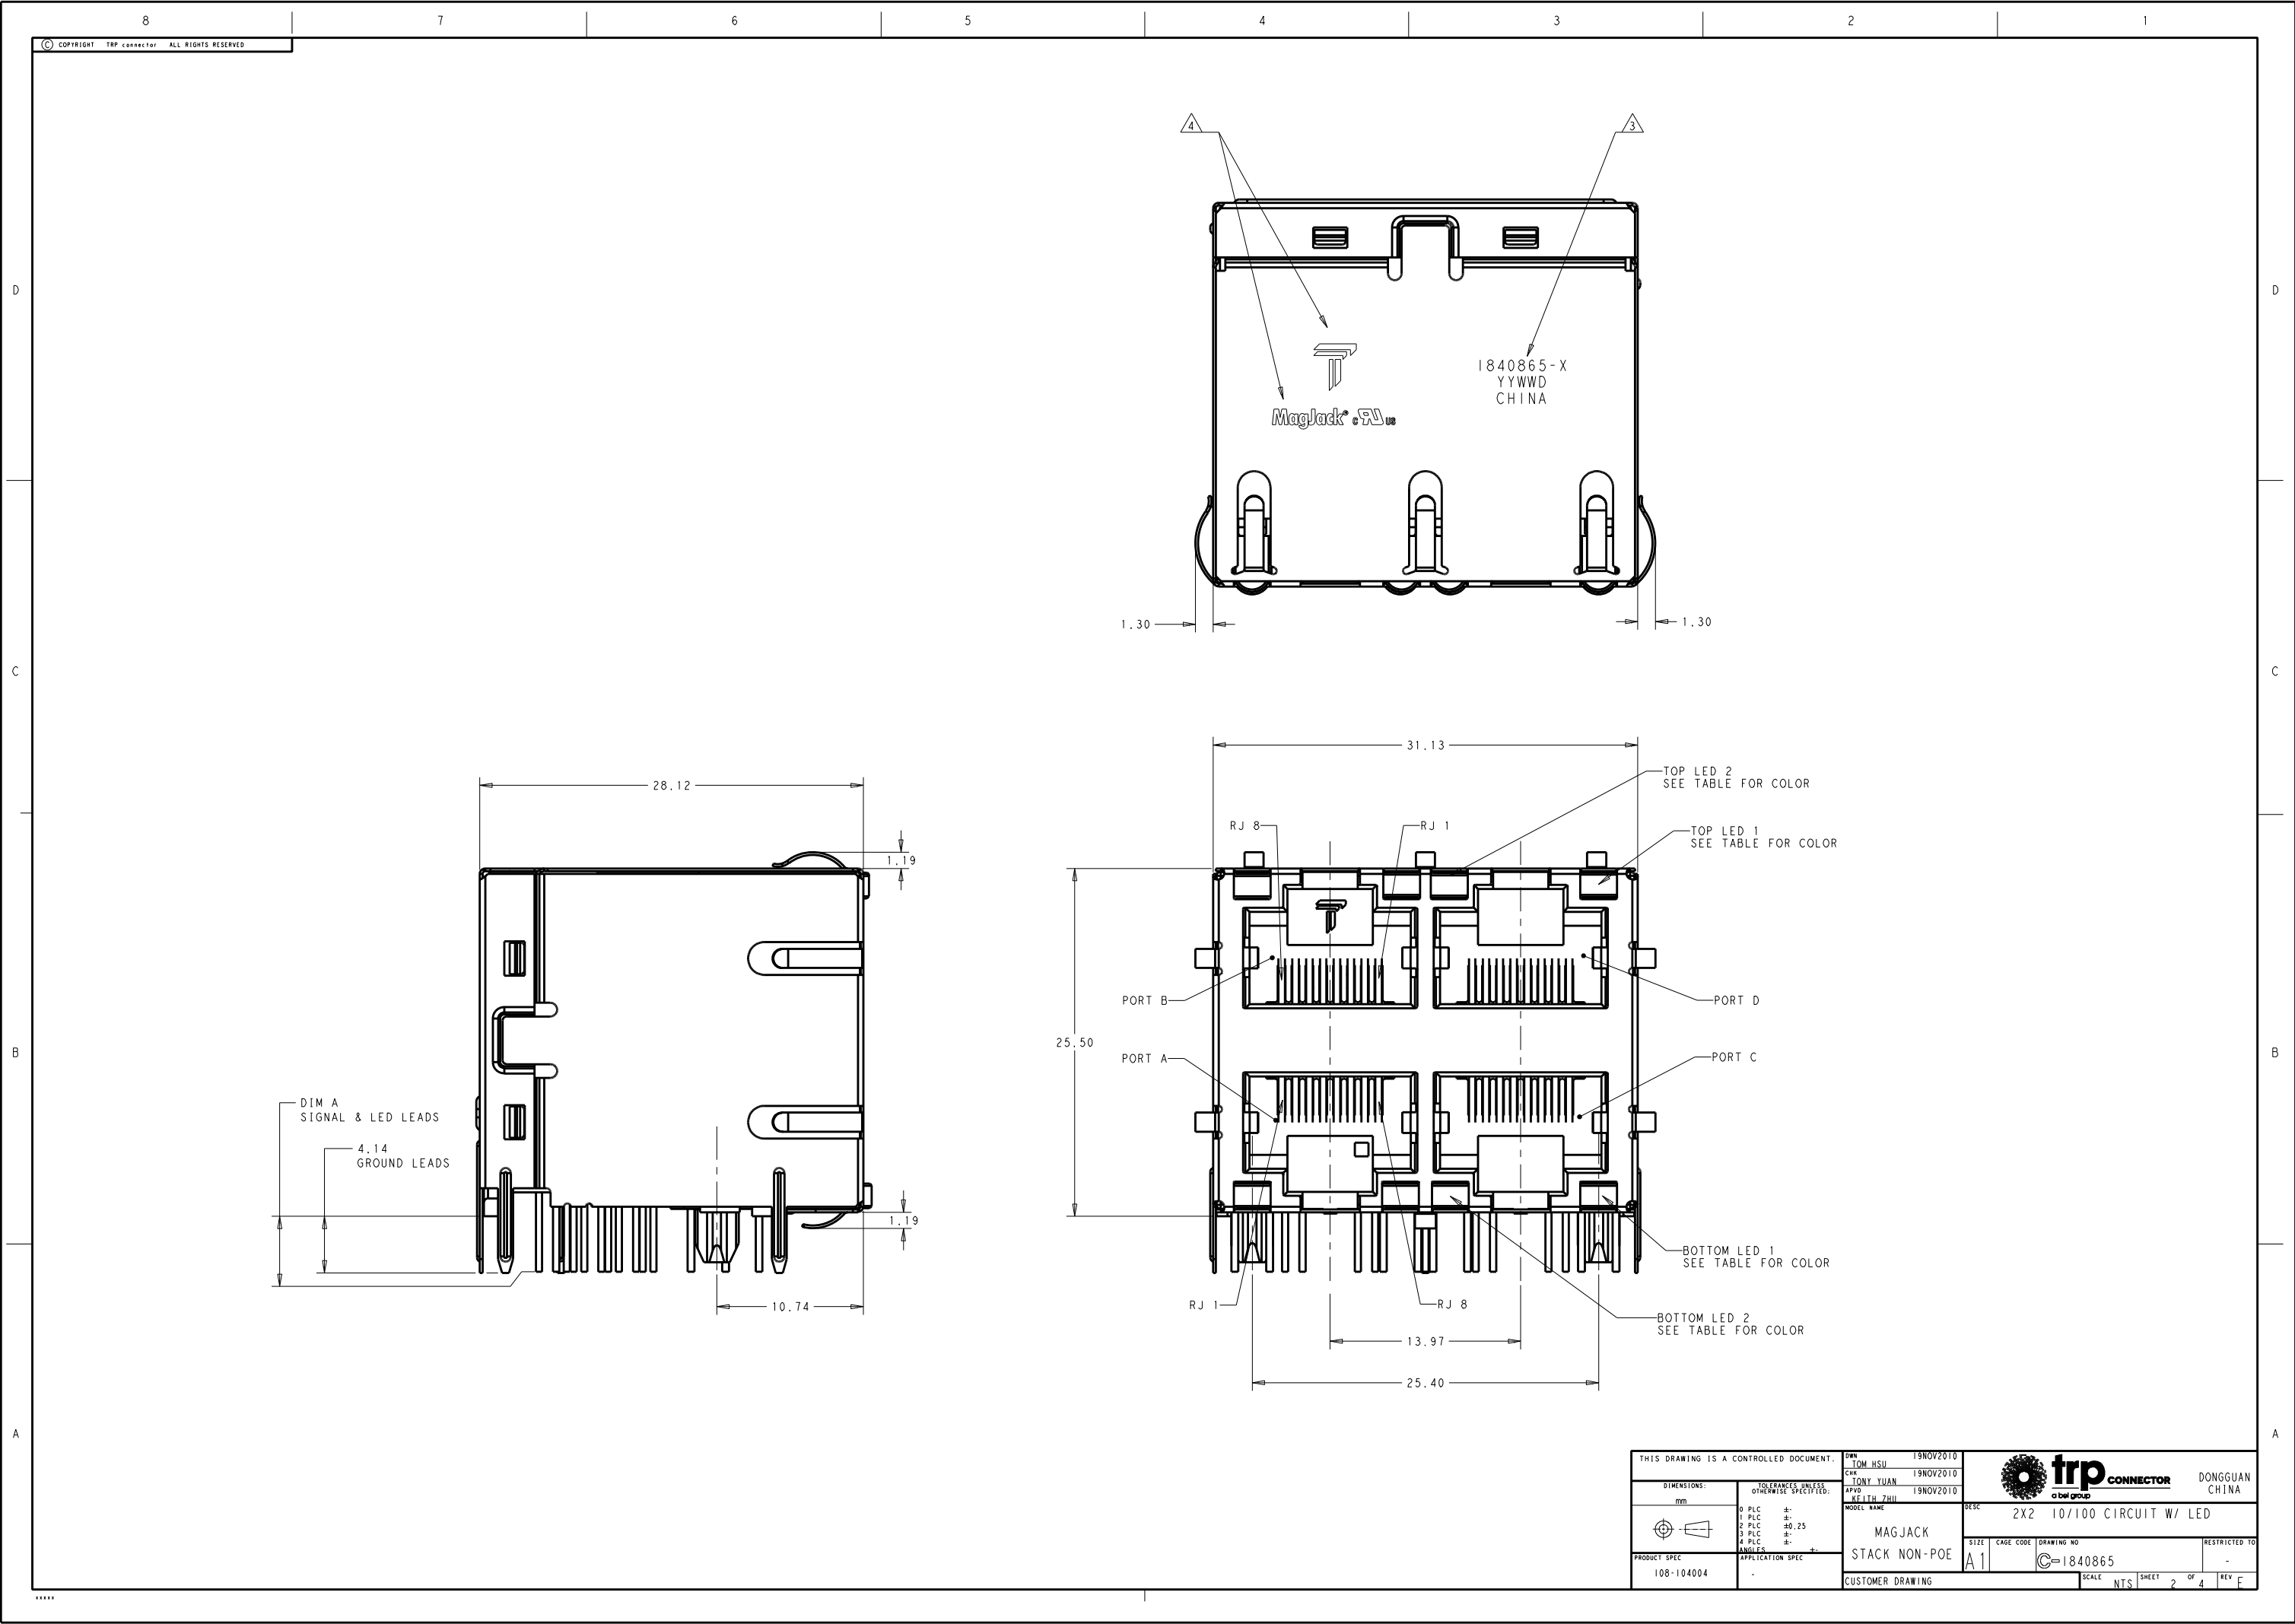 8 7 6 5 4 3 2 1
© COPYRIGHT TRP connector ALL RIGHTS RESERVED
4
3
D
D
1840865-X
YYWWD
CHINA
MagJack® c RU US
1.30
1.30
C
C
31.13
TOP LED 2
SEE TABLE FOR COLOR
28.12
RJ 8
RJ 1
TOP LED 1
SEE TABLE FOR COLOR
1.19
PORT B
PORT D
25.50
B
B
PORT A
PORT C
DIM A
SIGNAL & LED LEADS
4.14
GROUND LEADS
1.19
BOTTOM LED 1
SEE TABLE FOR COLOR
10.74
RJ 1
RJ 8
BOTTOM LED 2
SEE TABLE FOR COLOR
13.97
25.40
A
A
THIS DRAWING IS A CONTROLLED DOCUMENT.
DIMENSIONS:
mm
TOLERANCES UNLESS
OTHERWISE SPECIFIED:
0 PLC ±-
1 PLC ±-
2 PLC ±0.25
3 PLC ±-
4 PLC ±-
ANGLES ±-
PRODUCT SPEC
108-104004
APPLICATION SPEC
-
DWN 19NOV2010
TOM HSU
CHK 19NOV2010
TONY YUAN
APVD 19NOV2010
KEITH ZHU
MODEL NAME
MAGJACK
STACK NON-POE
CUSTOMER DRAWING
trp CONNECTOR
a bel group
DONGGUAN
CHINA
DESC
2X2 10/100 CIRCUIT W/ LED
SIZE
A1
CAGE CODE
DRAWING NO
C-1840865
RESTRICTED TO
-
SCALE NTS
SHEET 2 OF 4
REV E
xxxxx